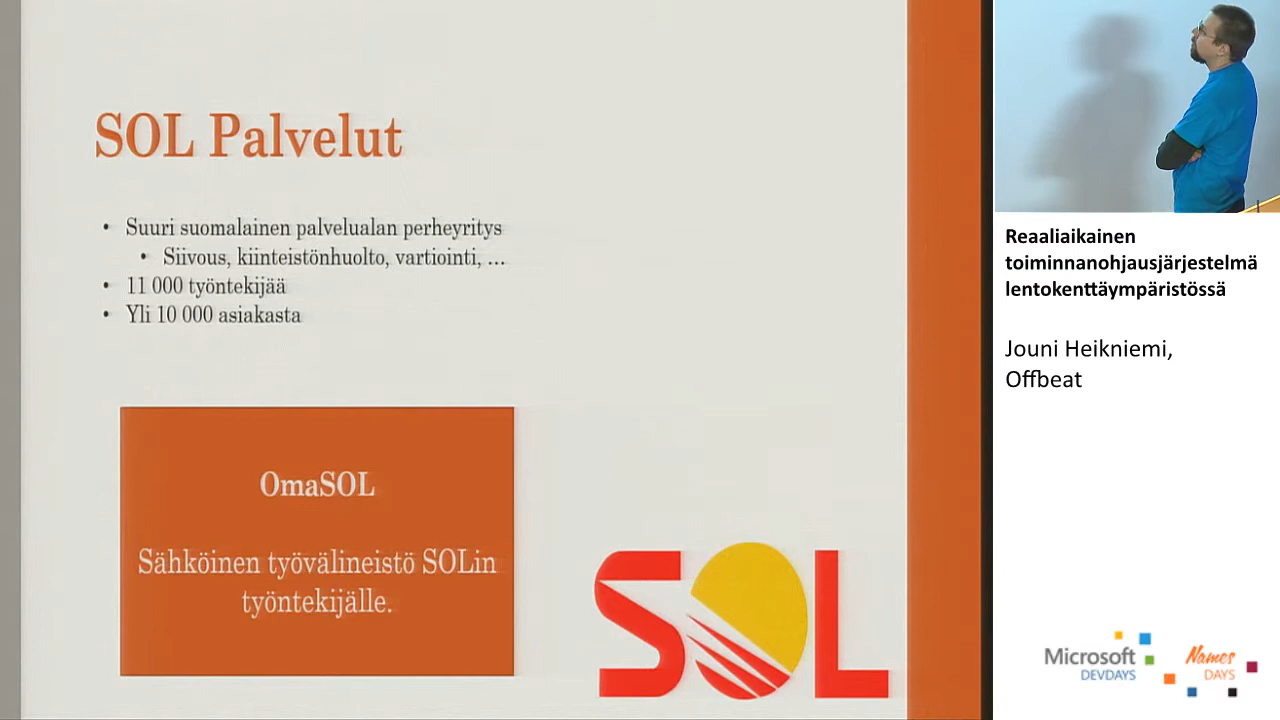 SOL Palvelut
• Suuri suomalainen palvelualan perheyritys
• Siivous, kiinteistönhuolto, vartiointi, ...
• 11 000 työntekijää
• Yli 10 000 asiakasta
OmaSOL
Sähköinen työvälineistö SOLin
työntekijälle.
SOL
Reaaliaikainen
toiminnanohjausjärjestelmä
lentokenttäympäristössä
Jouni Heikniemi,
Offbeat
Microsoft
DEVDAYS
Names
DAYS